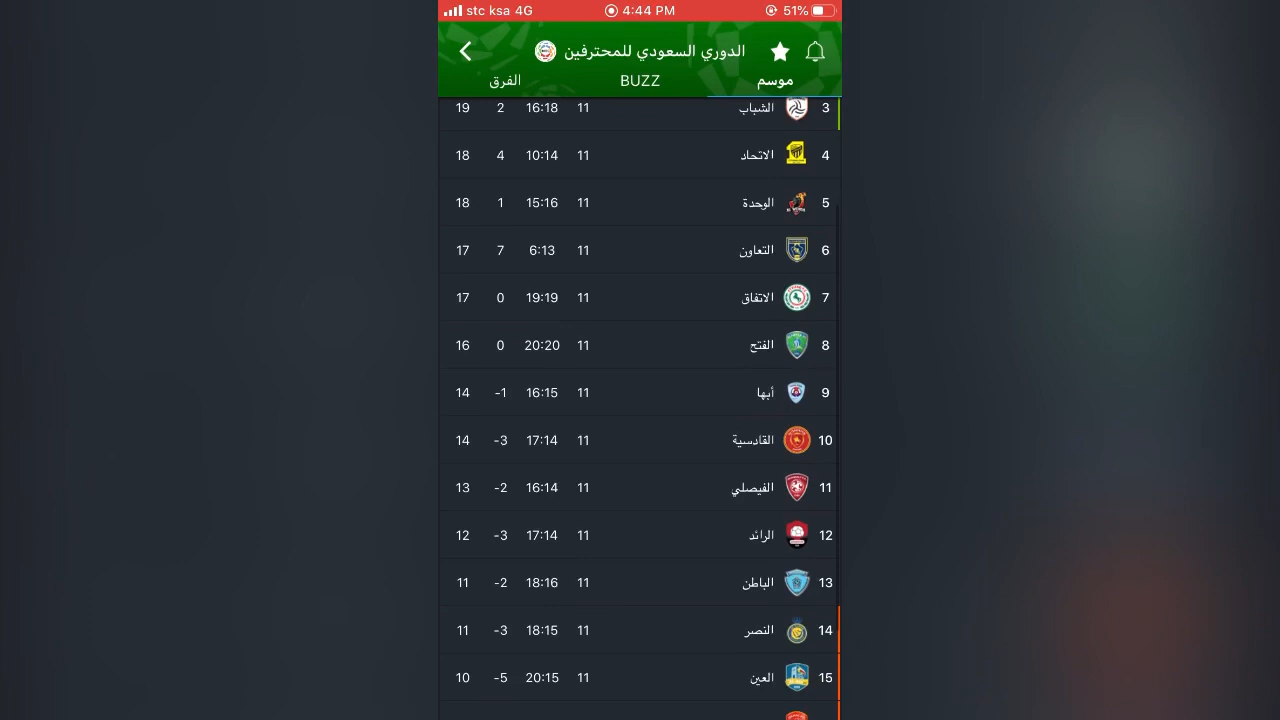 stc ksa 4G 4:44 PM 51%
الدوري السعودي للمحترفين
موسم BUZZ الفرق
3 الشباب 11 16:18 2 19
4 الاتحاد 11 10:14 4 18
5 الوحدة 11 15:16 1 18
6 التعاون 11 6:13 7 17
7 الاتفاق 11 19:19 0 17
8 الفتح 11 20:20 0 16
9 أبها 11 16:15 -1 14
10 القادسية 11 17:14 -3 14
11 الفيصلي 11 16:14 -2 13
12 الرائد 11 17:14 -3 12
13 الباطن 11 18:16 -2 11
14 النصر 11 18:15 -3 11
15 العين 11 20:15 -5 10